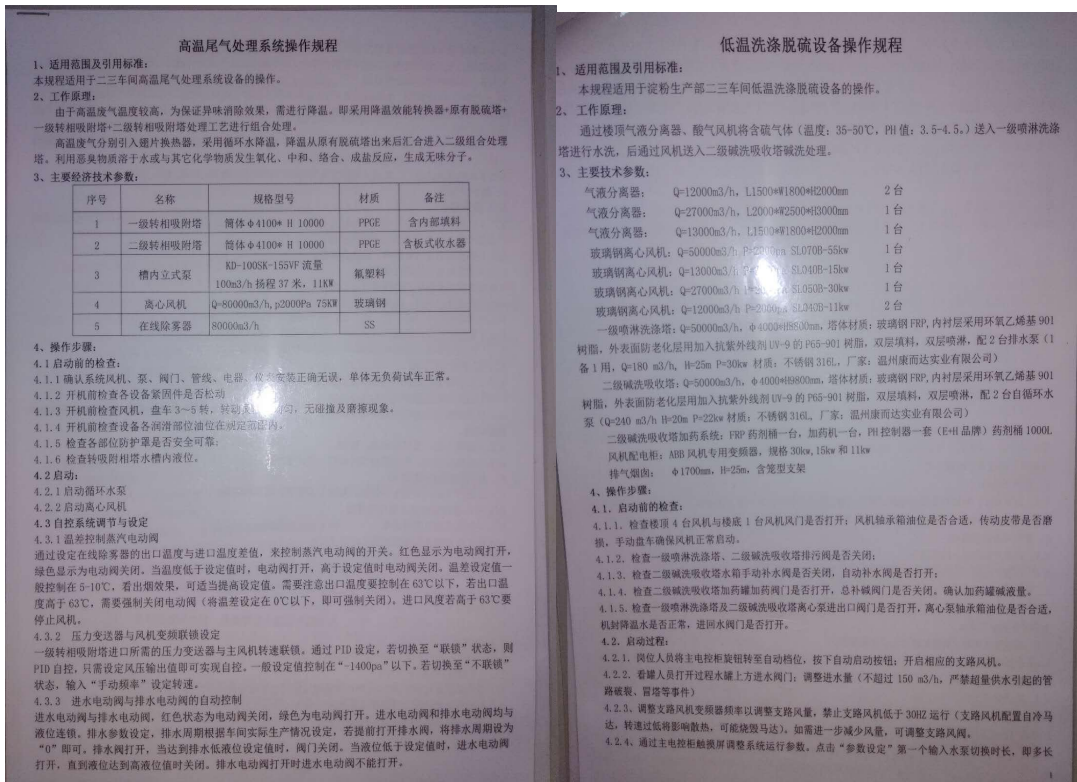 高温尾气处理系统操作规程
1、适用范围及引用标准：
本规程适用于二三车间高温尾气处理系统设备的操作。
2、工作原理：
由于高温废气温度较高，为保证异味消除效果，需进行降温。即采用降温效能转换器+原有脱硫塔+
一级转相吸附塔+二级转相吸附塔处理工艺进行组合处理。
高温废气分别引入翅片换热器，采用循环水降温，降温从原有脱硫塔出来后汇合进入二级组合处理
塔。利用恶臭物质溶于水或与其它化学物质发生氧化、中和、络合、成盐反应，生成无味分子。
3、主要经济技术参数：
序号 名称 规格型号 材质 备注
1 一级转相吸附塔 筒体φ4100* H 10000 PPGE 含内部填料
2 二级转相吸附塔 筒体φ4100* H 10000 PPGE 含板式收水器
3 槽内立式泵 KD-100SK-155VF 流量 氟塑料
100m3/h 扬程 37 米，11KW
4 离心风机 Q=80000m3/h,p2000Pa 75KW 玻璃钢
5 在线除雾器 80000m3/h SS
4、操作步骤：
4.1 启动前的检查：
4.1.1 确认系统风机、泵、阀门、管线、电器、仪表安装正确无误，单体无负荷试车正常。
4.1.2 开机前检查各设备紧固件是否松动
4.1.3 开机前检查风机，盘车 3～5 转，转动 匀，无碰撞及磨擦现象。
4.1.4 开机前检查设备各润滑部位油位在规定范围内。
4.1.5 检查各部位防护罩是否安全可靠；
4.1.6 检查转吸附相塔水槽内液位。
4.2 启动：
4.2.1 启动循环水泵
4.2.2 启动离心风机
4.3 自控系统调节与设定
4.3.1 温差控制蒸汽电动阀
通过设定在线除雾器的出口温度与进口温度差值，来控制蒸汽电动阀的开关。红色显示为电动阀打开，
绿色显示为电动阀关闭。当温度低于设定值时，电动阀打开，高于设定值时电动阀关闭。温差设定值一
般控制在 5-10℃，看出烟效果，可适当提高设定值。需要注意出口温度要控制在 63℃以下，若出口温
度高于 63℃，需要强制关闭电动阀（将温差设定在 0℃以下，即可强制关闭）。进口风度若高于 63℃要
停止风机。
4.3.2 压力变送器与风机变频联锁设定
一级转相吸附塔进口所需的压力变送器与主风机转速联锁。通过 PID 设定，若切换至“联锁”状态，则
PID 自控，只需设定风压输出值即可实现自控。一般设定值控制在“-1400pa”以下。若切换至“不联锁”
状态，输入“手动频率”设定转速。
4.3.3 进水电动阀与排水电动阀的自动控制
进水电动阀与排水电动阀，红色状态为电动阀关闭，绿色为电动阀打开。进水电动阀和排水电动阀均与
液位连锁。排水参数设定，排水周期根据车间实际生产情况设定，若提前打开排水阀，将排水周期设为
“0”即可。排水阀打开，当达到排水低液位设定值时，阀门关闭。当液位低于设定值时，进水电动阀
打开，直到液位达到高液位值时关闭。排水电动阀打开时进水电动阀不能打开。
低温洗涤脱硫设备操作规程
1、适用范围及引用标准：
本规程适用于淀粉生产部二三车间低温洗涤脱硫设备的操作。
2、工作原理：
通过楼顶气液分离器、酸气风机将含硫气体（温度：35-50℃，PH 值：3.5-4.5。）送入一级喷淋洗涤
塔进行水洗，后通过风机送入二级碱洗吸收塔碱洗处理。
3、主要技术参数：
气液分离器： Q=12000m3/h，L1500*W1800*H2000mm 2 台
气液分离器： Q=27000m3/h，L2000*W2500*H3000mm 1 台
气液分离器： Q=13000m3/h，L1500*W1800*H2000mm 1 台
玻璃钢离心风机：Q=50000m3/h P=2000pa SL070B-55kw 1 台
玻璃钢离心风机：Q=13000m3/h SL040B-15kw 1 台
玻璃钢离心风机：Q=27000m3/h SL050B-30kw 1 台
玻璃钢离心风机：Q=12000m3/h P=2000pa SL040B-11kw 2 台
一级喷淋洗涤塔：Q=50000m3/h，φ4000*H9800mm，塔体材质：玻璃钢 FRP,内衬层采用环氧乙烯基 901
树脂，外表面防老化层用加入抗紫外线剂 UV-9 的 P65-901 树脂，双层填料，双层喷淋，配 2 台排水泵（1
备 1 用，Q=180 m3/h，H=25m P=30kw 材质：不锈钢 316L，厂家：温州康而达实业有限公司）
二级碱洗吸收塔：Q=50000m3/h，φ4000*H9800mm，塔体材质：玻璃钢 FRP,内衬层采用环氧乙烯基 901
树脂，外表面防老化层用加入抗紫外线剂 UV-9 的 P65-901 树脂，双层填料，双层喷淋，配 2 台自循环水
泵（Q=240 m3/h H=20m P=22kw 材质：不锈钢 316L，厂家：温州康而达实业有限公司）
二级碱洗吸收塔加药系统：FRP 药剂桶一台，加药机一台，PH 控制器一套（E+H 品牌）药剂桶 1000L
风机配电柜：ABB 风机专用变频器，规格 30kw,15kw 和 11kw
排气烟囱： φ1700mm，H=25m，含笼型支架
4、操作步骤：
4.1．启动前的检查：
4.1.1．检查楼顶 4 台风机与楼底 1 台风机风门是否打开；风机轴承箱油位是否合适，传动皮带是否磨
损，手动盘车确保风机正常启动。
4.1.2．检查一级喷淋洗涤塔、二级碱洗吸收塔排污阀是否关闭；
4.1.3．检查二级碱洗吸收塔水箱手动补水阀是否关闭，自动补水阀是否打开；
4.1.4．检查二级碱洗吸收塔加药罐加药阀门是否打开，总补碱阀门是否关闭。确认加药罐碱液量。
4.1.5．检查一级喷淋洗涤塔及二级碱洗吸收塔离心泵进出口阀门是否打开，离心泵轴承箱油位是否合适，
机封降温水是否正常，进回水阀门是否打开。
4.2．启动过程：
4.2.1．岗位人员将主电控柜旋钮转至自动档位，按下自动启动按钮；开启相应的支路风机。
4.2.2．看罐人员打开过程水罐上方进水阀门；调整进水量（不超过 150 m3/h，严禁超量供水引起的管
路破裂、冒塔等事件）
4.2.3、调整支路风机变频器频率以调整支路风量，禁止支路风机低于 30HZ 运行（支路风机配置自冷马
达，转速过低将影响散热，可能烧毁马达）。如需进一步减少风量，可调整支路风阀。
4.2.4、通过主电控柜触摸屏调整系统运行参数。点击“参数设定”第一个输入水泵切换时长，即多长
1